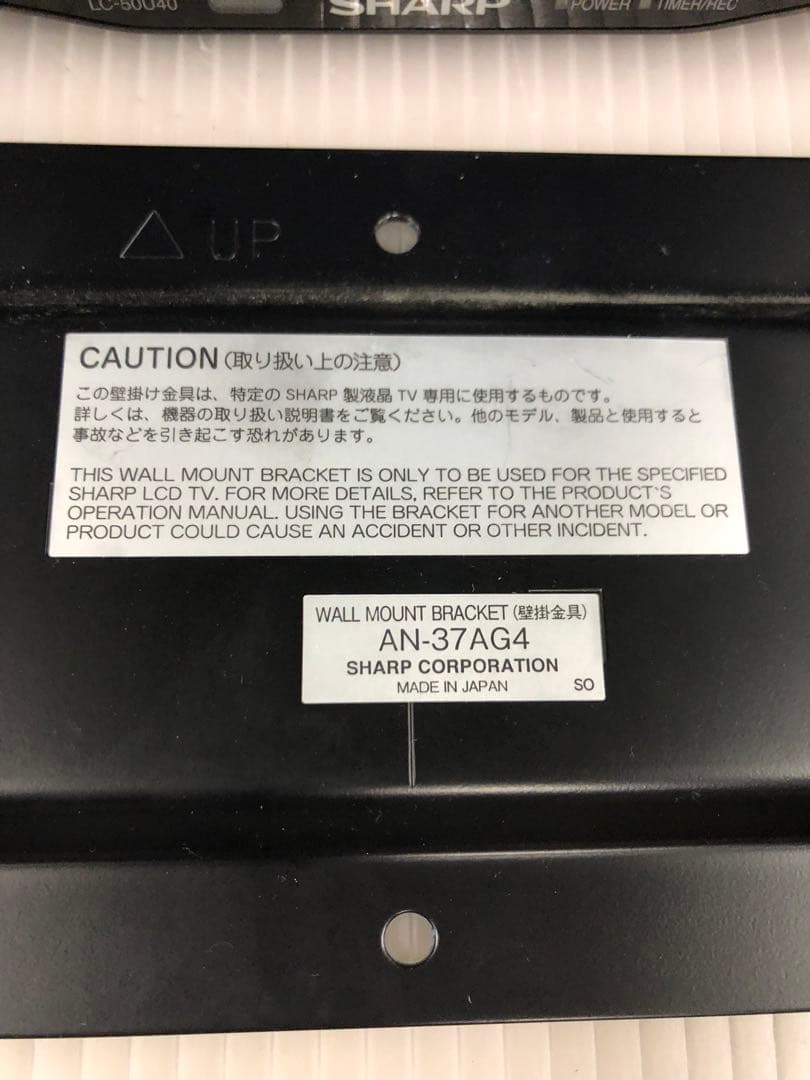 LC-50U40 SHARP POWER TIMER/REC
△ UP
CAUTION(取り扱い上の注意)
この壁掛け金具は、特定の SHARP 製液晶 TV 専用に使用するものです。
詳しくは、機器の取り扱い説明書をご覧ください。他のモデル、製品と使用すると
事故などを引き起こす恐れがあります。
THIS WALL MOUNT BRACKET IS ONLY TO BE USED FOR THE SPECIFIED
SHARP LCD TV. FOR MORE DETAILS, REFER TO THE PRODUCT`S
OPERATION MANUAL. USING THE BRACKET FOR ANOTHER MODEL OR
PRODUCT COULD CAUSE AN ACCIDENT OR OTHER INCIDENT.
WALL MOUNT BRACKET(壁掛金具)
AN-37AG4
SHARP CORPORATION
MADE IN JAPAN SO